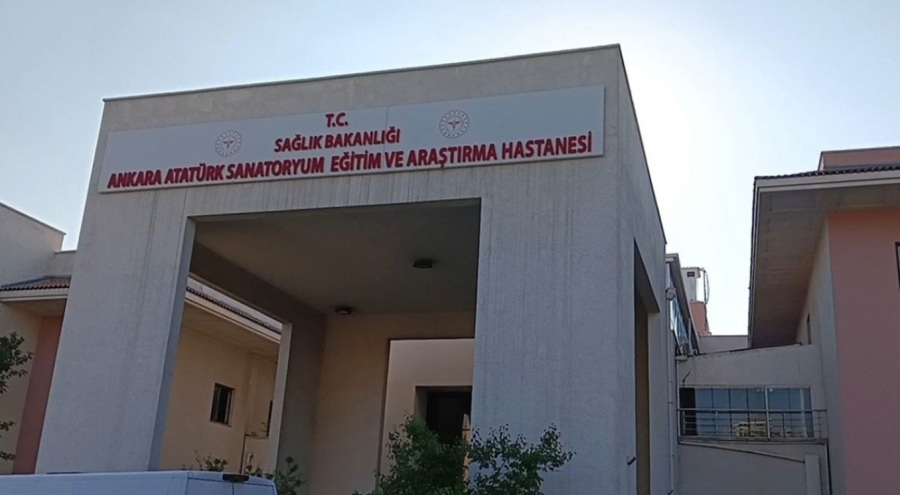 T.C.
SAĞLIK BAKANLIĞI
ANKARA ATATÜRK SANATORYUM EĞİTİM VE ARAŞTIRMA HASTANESİ